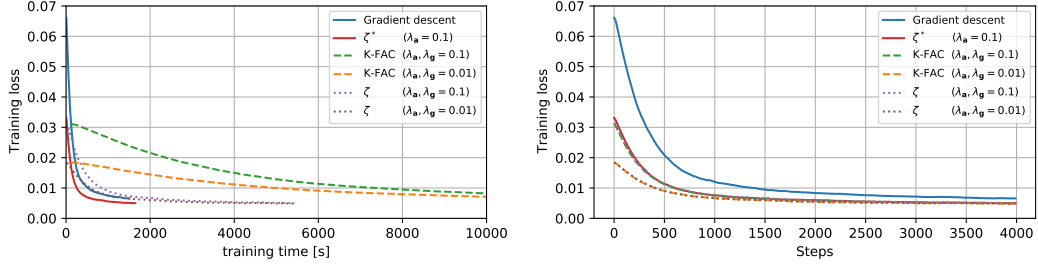 0.07
0.06
0.05
0.04
0.03
0.02
0.01
0.00
Training loss
0 2000 4000 6000 8000 10000
training time [s]
Gradient descent
ζ* (λₐ = 0.1)
K-FAC (λₐ, λ𝐠 = 0.1)
K-FAC (λₐ, λ𝐠 = 0.01)
ζ (λₐ, λ𝐠 = 0.1)
ζ (λₐ, λ𝐠 = 0.01)
0.07
0.06
0.05
0.04
0.03
0.02
0.01
0.00
Training loss
0 500 1000 1500 2000 2500 3000 3500 4000
Steps
Gradient descent
ζ* (λₐ = 0.1)
K-FAC (λₐ, λ𝐠 = 0.1)
K-FAC (λₐ, λ𝐠 = 0.01)
ζ (λₐ, λ𝐠 = 0.1)
ζ (λₐ, λ𝐠 = 0.01)